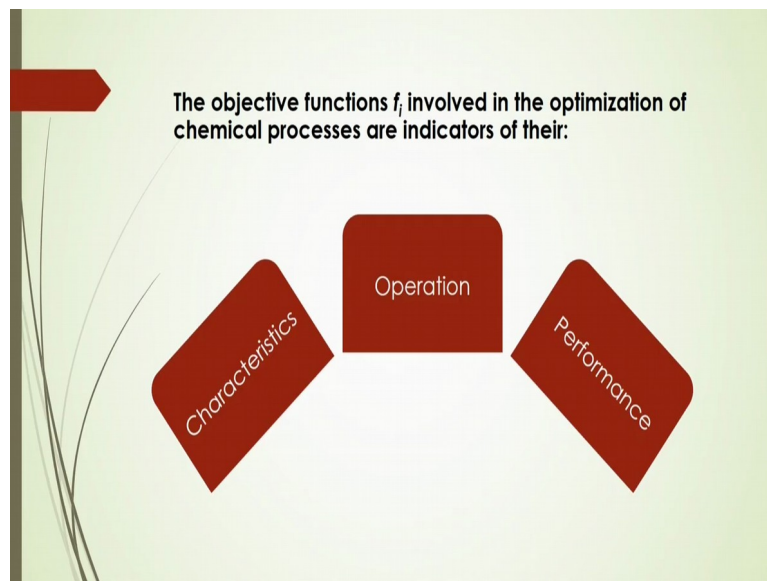 The objective functions fi involved in the optimization of
chemical processes are indicators of their:
Characteristics
Operation
Performance